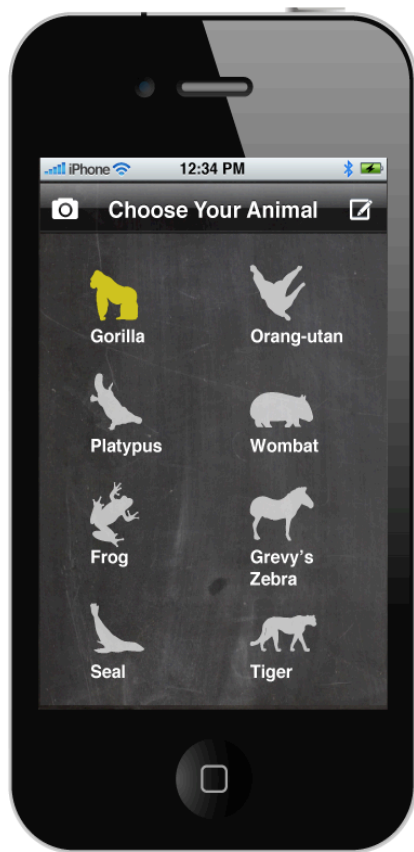 iPhone 12:34 PM
Choose Your Animal
Gorilla Orang-utan
Platypus Wombat
Frog Grevy's
Zebra
Seal Tiger